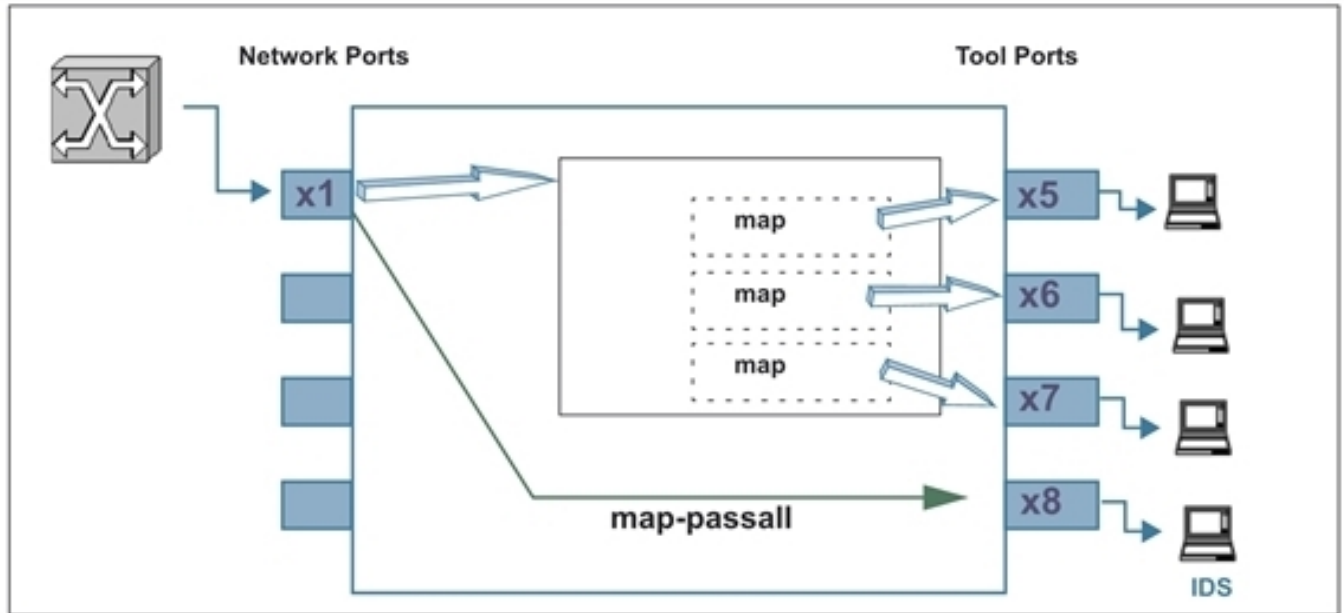 Network Ports
Tool Ports
x1
map
x5
map
x6
map
x7
map-passall
x8
IDS